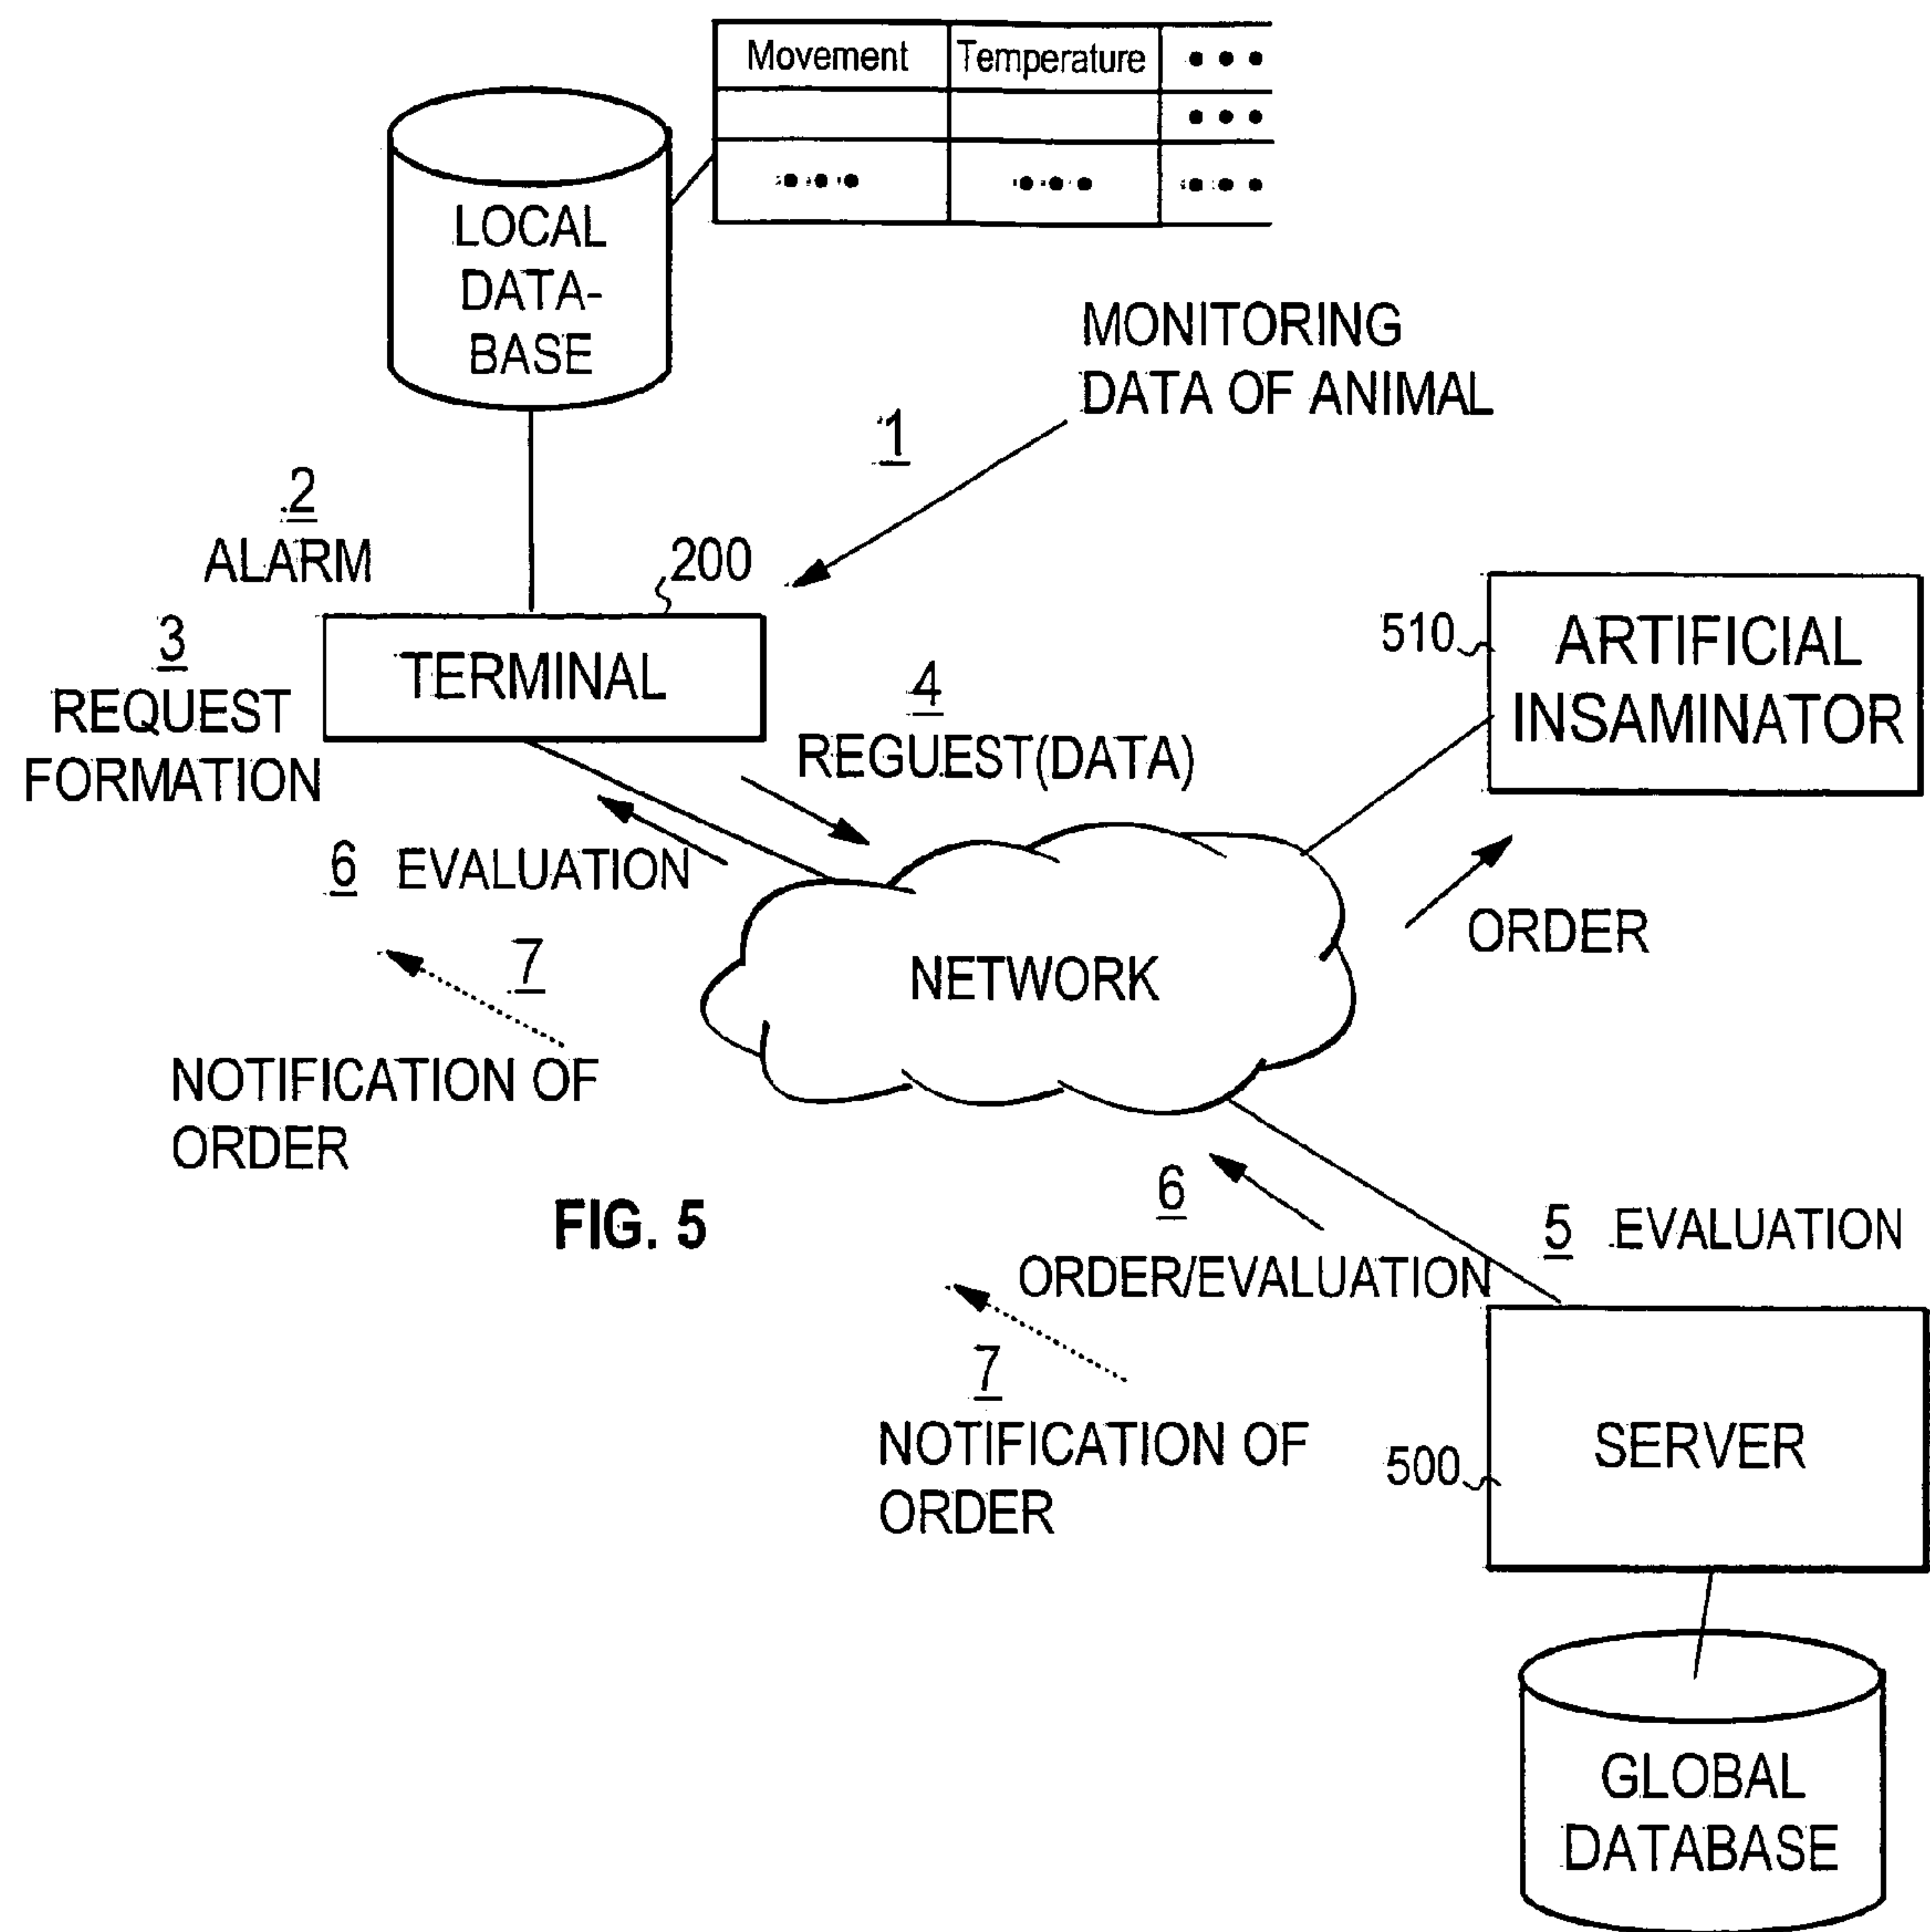 Movement Temperature
LOCAL
DATA-
BASE
MONITORING
DATA OF ANIMAL
1
2
ALARM
200
TERMINAL
3
REQUEST
FORMATION
4
REGUEST(DATA)
510
ARTIFICIAL
INSAMINATOR
6 EVALUATION
ORDER
7
NETWORK
NOTIFICATION OF
ORDER
FIG. 5
6
ORDER/EVALUATION
5 EVALUATION
7
NOTIFICATION OF
ORDER
500
SERVER
GLOBAL
DATABASE